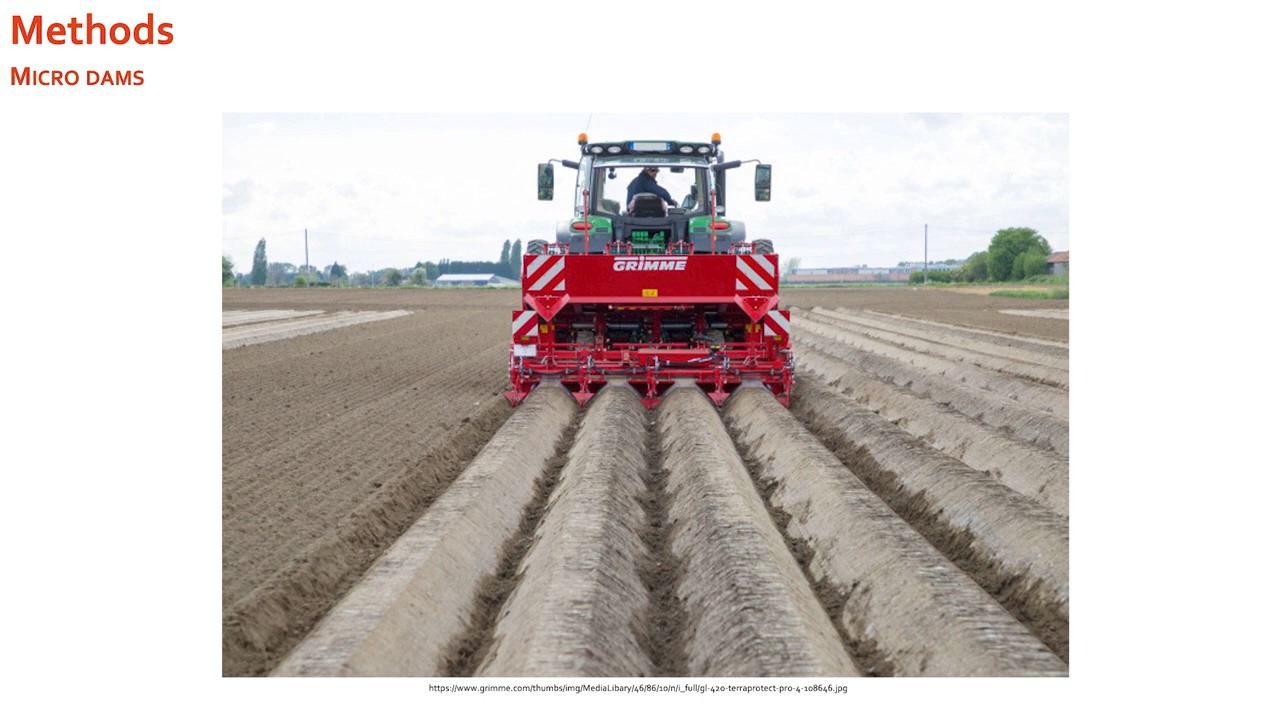 Methods
MICRO DAMS
GRIMME
https://www.grimme.com/thumbs/img/MediaLibary/46/86/10/n/i_full/gl-420-terraprotect-pro-4-108646.jpg